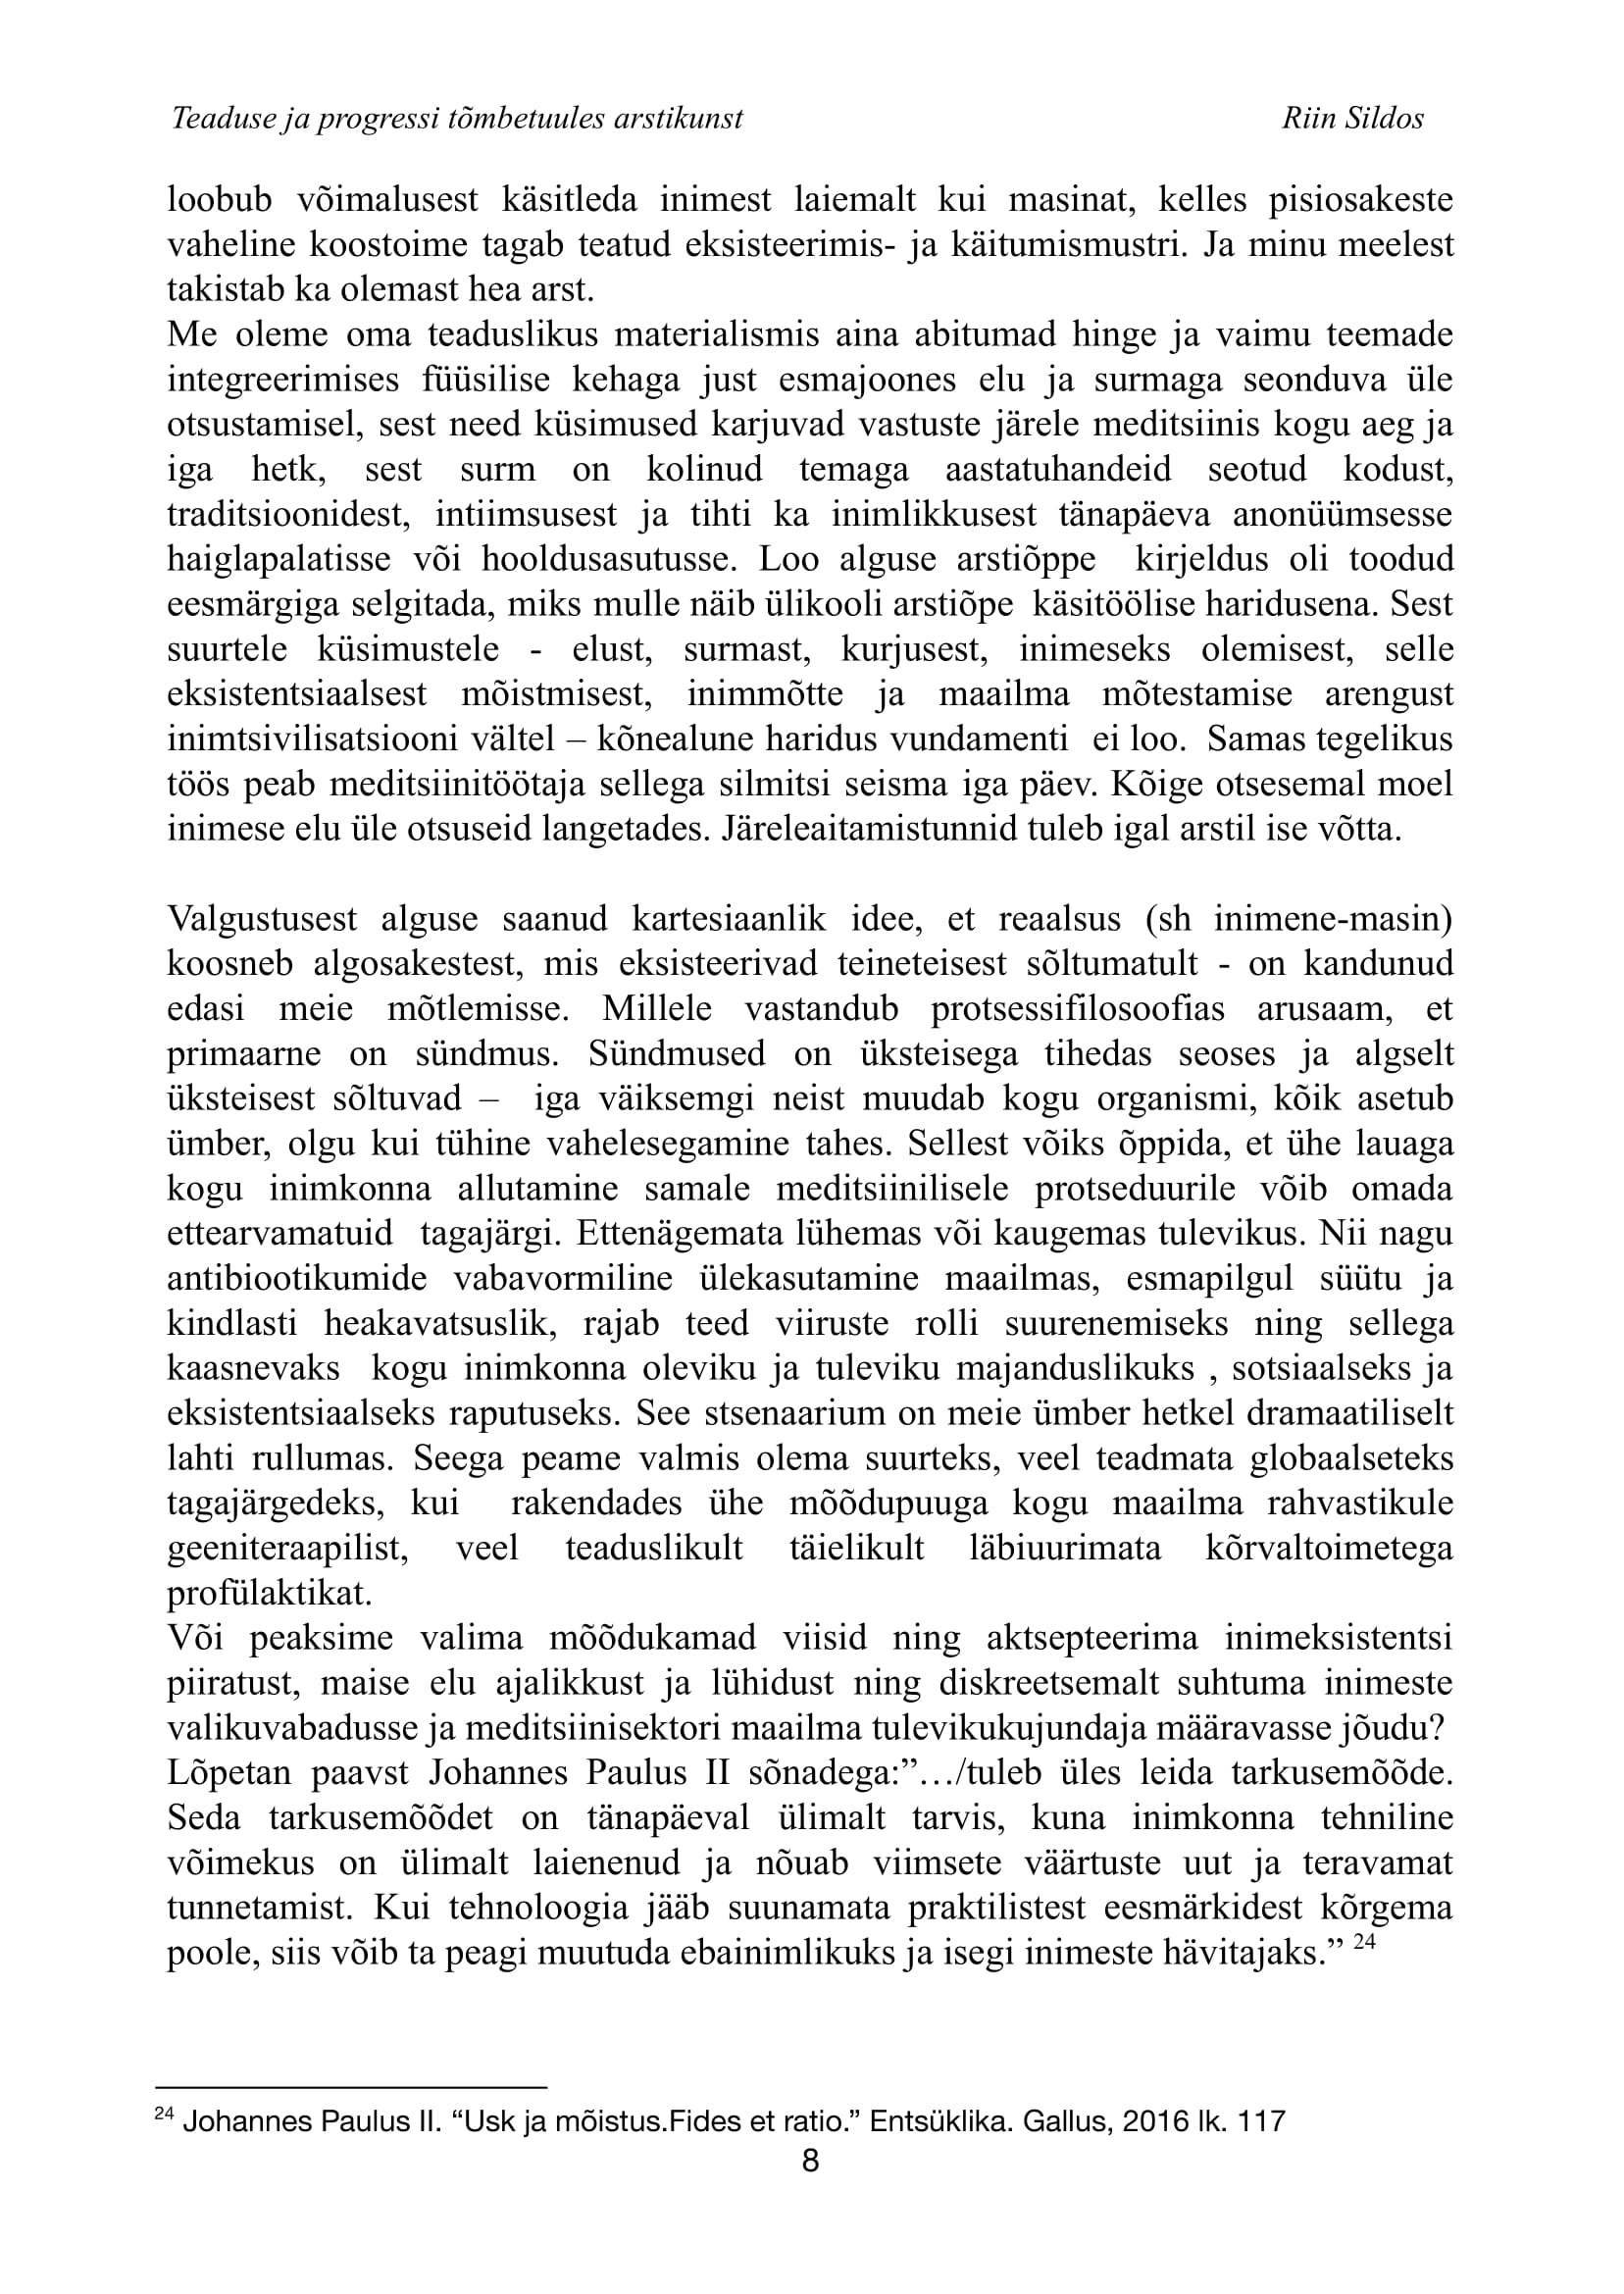 Teaduse ja progressi tõmbetuules arstikunst Riin Sildos
loobub võimalusest käsitleda inimest laiemalt kui masinat, kelles pisiosakeste
vaheline koostoime tagab teatud eksisteerimis- ja käitumismustri. Ja minu meelest
takistab ka olemast hea arst.
Me oleme oma teaduslikus materialismis aina abitumad hinge ja vaimu teemade
integreerimises füüsilise kehaga just esmajoones elu ja surmaga seonduva üle
otsustamisel, sest need küsimused karjuvad vastuste järele meditsiinis kogu aeg ja
iga hetk, sest surm on kolinud temaga aastatuhandeid seotud kodust,
traditsioonidest, intiimsusest ja tihti ka inimlikkusest tänapäeva anonüümsesse
haiglapalatisse või hooldusasutusse. Loo alguse arstiõppe kirjeldus oli toodud
eesmärgiga selgitada, miks mulle näib ülikooli arstiõpe käsitöölise haridusena. Sest
suurtele küsimustele - elust, surmast, kurjusest, inimeseks olemisest, selle
eksistentsiaalsest mõistmisest, inimmõtte ja maailma mõtestamise arengust
inimtsivilisatsiooni vältel – kõnealune haridus vundamenti ei loo. Samas tegelikus
töös peab meditsiinitöötaja sellega silmitsi seisma iga päev. Kõige otsesemal moel
inimese elu üle otsuseid langetades. Järeleaitamistunnid tuleb igal arstil ise võtta.
Valgustusest alguse saanud kartesiaanlik idee, et reaalsus (sh inimene-masin)
koosneb algosakestest, mis eksisteerivad teineteisest sõltumatult - on kandunud
edasi meie mõtlemisse. Millele vastandub protsessifilosoofias arusaam, et
primaarne on sündmus. Sündmused on üksteisega tihedas seoses ja algselt
üksteisest sõltuvad – iga väiksemgi neist muudab kogu organismi, kõik asetub
ümber, olgu kui tühine vahelesegamine tahes. Sellest võiks õppida, et ühe lauaga
kogu inimkonna allutamine samale meditsiinilisele protseduurile võib omada
ettearvamatuid tagajärgi. Ettenägemata lühemas või kaugemas tulevikus. Nii nagu
antibiootikumide vabavormiline ülekasutamine maailmas, esmapilgul süütu ja
kindlasti heakavatsuslik, rajab teed viiruste rolli suurenemiseks ning sellega
kaasnevaks kogu inimkonna oleviku ja tuleviku majanduslikuks , sotsiaalseks ja
eksistentsiaalseks raputuseks. See stsenaarium on meie ümber hetkel dramaatiliselt
lahti rullumas. Seega peame valmis olema suurteks, veel teadmata globaalseteks
tagajärgedeks, kui rakendades ühe mõõdupuuga kogu maailma rahvastikule
geeniteraapilist, veel teaduslikult täielikult läbiuurimata kõrvaltoimetega
profülaktikat.
Või peaksime valima mõõdukamad viisid ning aktsepteerima inimeksistentsi
piiratust, maise elu ajalikkust ja lühidust ning diskreetsemalt suhtuma inimeste
valikuvabadusse ja meditsiinisektori maailma tulevikukujundaja määravasse jõudu?
Lõpetan paavst Johannes Paulus II sõnadega:”…/tuleb üles leida tarkusemõõde.
Seda tarkusemõõdet on tänapäeval ülimalt tarvis, kuna inimkonna tehniline
võimekus on ülimalt laienenud ja nõuab viimsete väärtuste uut ja teravamat
tunnetamist. Kui tehnoloogia jääb suunamata praktilistest eesmärkidest kõrgema
poole, siis võib ta peagi muutuda ebainimlikuks ja isegi inimeste hävitajaks.” 24
24 Johannes Paulus II. “Usk ja mõistus.Fides et ratio.” Entsüklika. Gallus, 2016 lk. 117
8